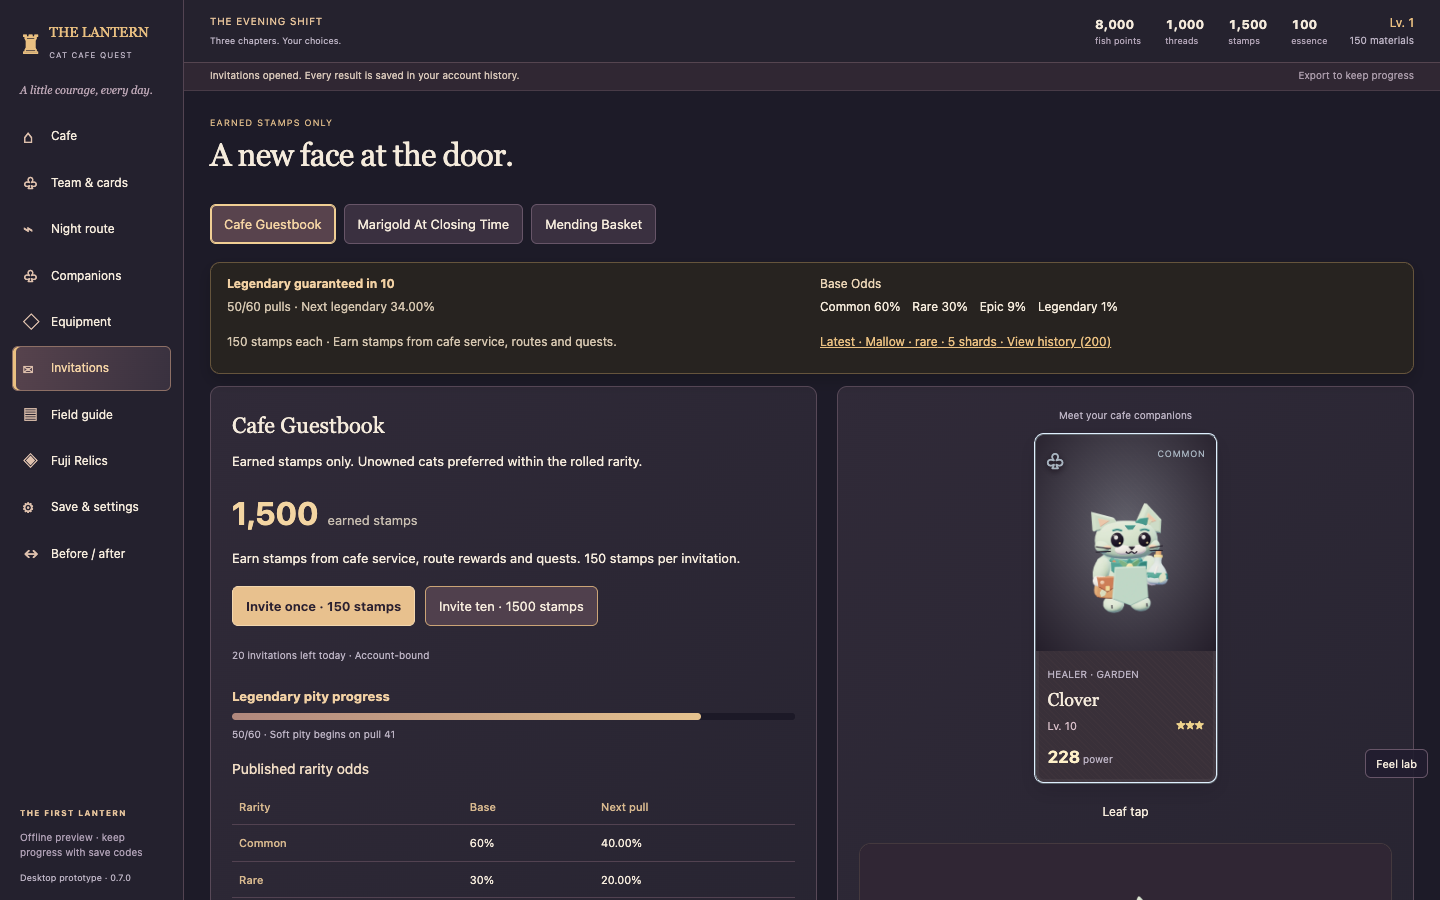 THE LANTERN
CAT CAFE QUEST
A little courage, every day.
Cafe
Team & cards
Night route
Companions
Equipment
Invitations
Field guide
Fuji Relics
Save & settings
Before / after
THE FIRST LANTERN
Offline preview · keep
progress with save codes
Desktop prototype · 0.7.0
THE EVENING SHIFT
Three chapters. Your choices.
8,000 fish points
1,000 threads
1,500 stamps
100 essence
Lv. 1
150 materials
Invitations opened. Every result is saved in your account history.
Export to keep progress
EARNED STAMPS ONLY
A new face at the door.
Cafe Guestbook
Marigold At Closing Time
Mending Basket
Legendary guaranteed in 10
50/60 pulls · Next legendary 34.00%
150 stamps each · Earn stamps from cafe service, routes and quests.
Base Odds
Common 60% Rare 30% Epic 9% Legendary 1%
Latest · Mallow · rare · 5 shards · View history (200)
Cafe Guestbook
Earned stamps only. Unowned cats preferred within the rolled rarity.
1,500 earned stamps
Earn stamps from cafe service, route rewards and quests. 150 stamps per invitation.
Invite once · 150 stamps
Invite ten · 1500 stamps
20 invitations left today · Account-bound
Legendary pity progress
50/60 · Soft pity begins on pull 41
Published rarity odds
Rarity Base Next pull
Common 60% 40.00%
Rare 30% 20.00%
Meet your cafe companions
COMMON
HEALER · GARDEN
Clover
Lv. 10
228 power
Leaf tap
Feel lab